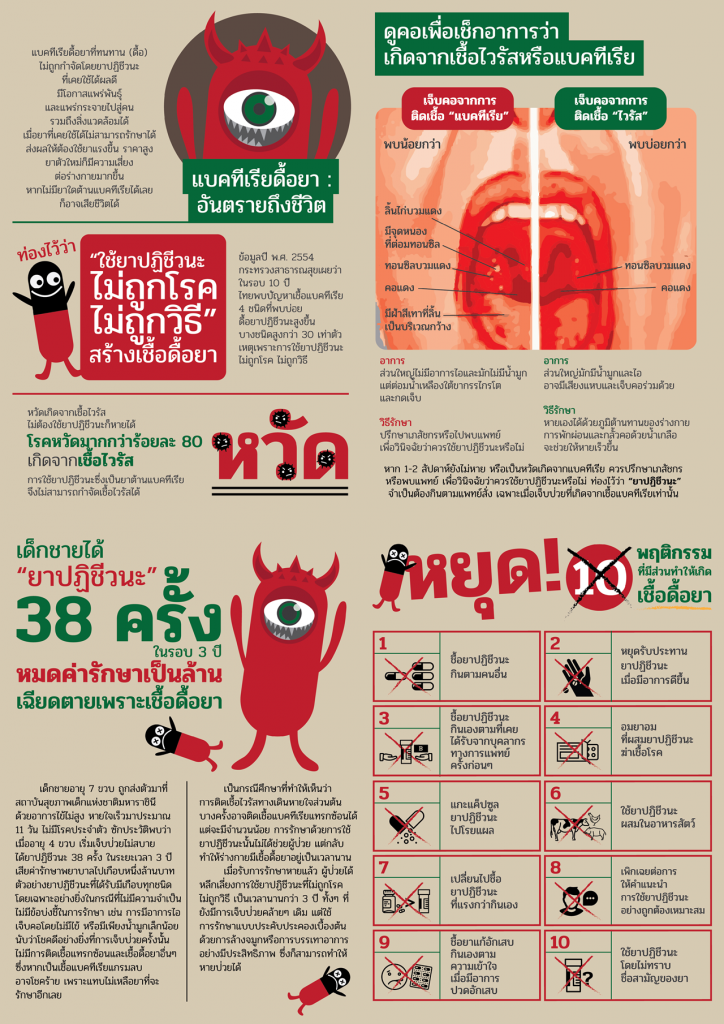 แบคทีเรียดื้อยาที่ทนทาน (ดื้อ)
ไม่ถูกกำจัดโดยยาปฏิชีวนะ
ที่เคยใช้ได้ผลดี
มีโอกาสแพร่พันธุ์
และแพร่กระจายไปสู่คน
รวมถึงสิ่งแวดล้อมได้
เมื่อยาที่เคยใช้ได้ไม่สามารถรักษาได้
ส่งผลให้ต้องใช้ยาแรงขึ้น ราคาสูง
ยาตัวใหม่ก็มีความเสี่ยง
ต่อร่างกายมากขึ้น
หากไม่มียาใดต้านแบคทีเรียได้เลย
ก็อาจเสียชีวิตได้
แบคทีเรียดื้อยา :
อันตรายถึงชีวิต
ท่องไว้ว่า
“ใช้ยาปฏิชีวนะ
ไม่ถูกโรค
ไม่ถูกวิธี”
สร้างเชื้อดื้อยา
ข้อมูลปี พ.ศ. 2554
กระทรวงสาธารณสุขเผยว่า
ในรอบ 10 ปี
ไทยพบปัญหาเชื้อแบคทีเรีย
4 ชนิดที่พบบ่อย
ดื้อยาปฏิชีวนะสูงขึ้น
บางชนิดสูงกว่า 30 เท่าตัว
เหตุเพราะการใช้ยาปฏิชีวนะ
ไม่ถูกโรค ไม่ถูกวิธี
หวัดเกิดจากเชื้อไวรัส
ไม่ต้องใช้ยาปฏิชีวนะก็หายได้
โรคหวัดมากกว่าร้อยละ 80
เกิดจากเชื้อไวรัส
การใช้ยาปฏิชีวนะซึ่งเป็นยาต้านแบคทีเรีย
จึงไม่สามารถกำจัดเชื้อไวรัสได้
หวัด
ดูคอเพื่อเช็กอาการว่า
เกิดจากเชื้อไวรัสหรือแบคทีเรีย
เจ็บคอจากการ
ติดเชื้อ “แบคทีเรีย”
เจ็บคอจากการ
ติดเชื้อ “ไวรัส”
พบน้อยกว่า
พบบ่อยกว่า
ลิ้นไก่บวมแดง
มีจุดหนอง
ที่ต่อมทอนซิล
ทอนซิลบวมแดง
คอแดง
มีฝ้าสีเทาที่ลิ้น
เป็นบริเวณกว้าง
ทอนซิลบวมแดง
คอแดง
อาการ
ส่วนใหญ่ไม่มีอาการไอและมักไม่มีน้ำมูก
แต่ต่อมน้ำเหลืองใต้ขากรรไกรโต
และกดเจ็บ
วิธีรักษา
ปรึกษาเภสัชกรหรือไปพบแพทย์
เพื่อวินิจฉัยว่าควรใช้ยาปฏิชีวนะหรือไม่
อาการ
ส่วนใหญ่มักมีน้ำมูกและไอ
อาจมีเสียงแหบและเจ็บคอร่วมด้วย
วิธีรักษา
หายเองได้ด้วยภูมิต้านทานของร่างกาย
การพักผ่อนและกลั้วคอด้วยน้ำเกลือ
จะช่วยให้หายเร็วขึ้น
หาก 1-2 สัปดาห์ยังไม่หาย หรือเป็นหวัดเกิดจากแบคทีเรีย ควรปรึกษาเภสัชกร
หรือพบแพทย์ เพื่อวินิจฉัยว่าควรใช้ยาปฏิชีวนะหรือไม่ ท่องไว้ว่า “ยาปฏิชีวนะ”
จำเป็นต้องกินตามแพทย์สั่ง เฉพาะเมื่อเจ็บป่วยที่เกิดจากเชื้อแบคทีเรียเท่านั้น
เด็กชายได้
“ยาปฏิชีวนะ”
38 ครั้ง
ในรอบ 3 ปี
หมดค่ารักษาเป็นล้าน
เฉียดตายเพราะเชื้อดื้อยา
เด็กชายอายุ 7 ขวบ ถูกส่งตัวมาที่
สถาบันสุขภาพเด็กแห่งชาติมหาราชินี
ด้วยอาการไข้ไม่สูง หายใจเร็วมาประมาณ
11 วัน ไม่มีโรคประจำตัว ซักประวัติพบว่า
เมื่ออายุ 4 ขวบ เริ่มเจ็บป่วยไม่สบาย
ได้ยาปฏิชีวนะ 38 ครั้ง ในระยะเวลา 3 ปี
เสียค่ารักษาพยาบาลไปเกือบหนึ่งล้านบาท
ตัวอย่างยาปฏิชีวนะที่ได้รับมีเกือบทุกชนิด
โดยเฉพาะอย่างยิ่งในกรณีที่ไม่มีความจำเป็น
ไม่มีข้อบ่งชี้ในการรักษา เช่น การมีอาการไอ
เจ็บคอโดยไม่มีไข้ หรือมีเพียงน้ำมูกเล็กน้อย
นับว่าโชคดีอย่างยิ่งที่การเจ็บป่วยครั้งนั้น
ไม่มีการติดเชื้อแทรกซ้อนและเชื้อดื้อยาอื่นๆ
ซึ่งหากเป็นเชื้อแบคทีเรียแกรมลบ
อาจโชคร้าย เพราะแทบไม่เหลือยาที่จะ
รักษาอีกเลย
เป็นกรณีศึกษาที่ทำให้เห็นว่า
การติดเชื้อไวรัสทางเดินหายใจส่วนต้น
บางครั้งอาจติดเชื้อแบคทีเรียแทรกซ้อนได้
แต่จะมีจำนวนน้อย การรักษาด้วยการใช้
ยาปฏิชีวนะนั้นไม่ได้ช่วยผู้ป่วย แต่กลับ
ทำให้ร่างกายมีเชื้อดื้อยาอยู่เป็นเวลานาน
เมื่อรับการรักษาหายแล้ว ผู้ป่วยได้
หลีกเลี่ยงการใช้ยาปฏิชีวนะที่ไม่ถูกโรค
ไม่ถูกวิธี เป็นเวลานานกว่า 3 ปี ทั้งๆ ที่
ยังมีการเจ็บป่วยคล้ายๆ เดิม แต่ใช้
การรักษาแบบประคับประคองเบื้องต้น
ด้วยการล้างจมูกหรือการบรรเทาอาการ
อย่างมีประสิทธิภาพ ซึ่งก็สามารถทำให้
หายป่วยได้
หยุด! 10
พฤติกรรม
ที่มีส่วนทำให้เกิด
เชื้อดื้อยา
1
ซื้อยาปฏิชีวนะ
กินตามคนอื่น
2
หยุดรับประทาน
ยาปฏิชีวนะ
เมื่อมีอาการดีขึ้น
3
ซื้อยาปฏิชีวนะ
กินเองตามที่เคย
ได้รับจากบุคลากร
ทางการแพทย์
ครั้งก่อนๆ
4
อมยาอม
ที่ผสมยาปฏิชีวนะ
ฆ่าเชื้อโรค
5
แกะแค็ปซูล
ยาปฏิชีวนะ
ไปโรยแผล
6
ใช้ยาปฏิชีวนะ
ผสมในอาหารสัตว์
7
เปลี่ยนไปซื้อ
ยาปฏิชีวนะ
ที่แรงกว่ากินเอง
8
เพิกเฉยต่อการ
ให้คำแนะนำ
การใช้ยาปฏิชีวนะ
อย่างถูกต้องเหมาะสม
9
ซื้อยาแก้อักเสบ
กินเองตาม
ความเข้าใจ
เมื่อมีการ
ปวดอักเสบ
10
ใช้ยาปฏิชีวนะ
โดยไม่ทราบ
ชื่อสามัญของยา